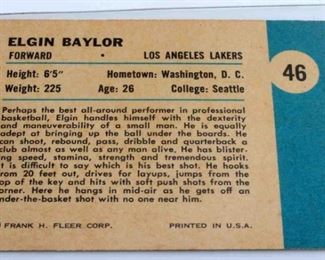 ELGIN BAYLOR
FORWARD • LOS ANGELES LAKERS
46
Height: 6'5" Hometown: Washington, D. C.
Weight: 225 Age: 26 College: Seattle
Perhaps the best all-around performer in professional
basketball, Elgin handles himself with the dexterity
and maneuverability of a small man. He is equally
adept at bringing up the ball under the boards. He
can shoot, rebound, pass, dribble and quarterback a
club almost as well as any other man. He has blister-
ing speed, stamina, strength and tremendous spirit.
It is difficult to say which is his best shot. He hooks
from 20 feet out, drives for layups, jumps from the
top of the key and hits with soft push shots from the
corner. Here he hangs in mid-air as he gets off an
under-the-basket shot with no one near him.
FRANK H. FLEER CORP. PRINTED IN U.S.A.